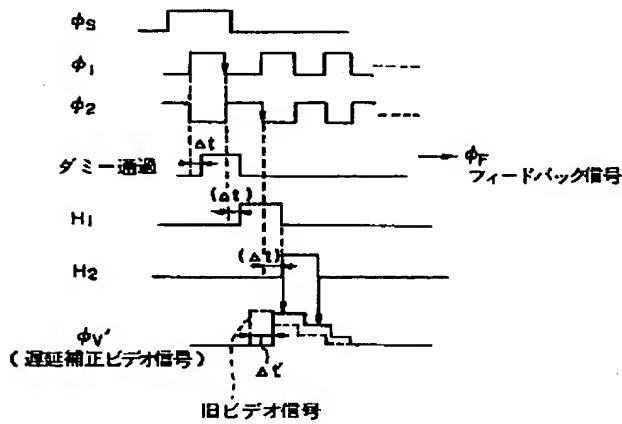 φS
φ1
φ2
Δt
ダミー通過
φF
フィードバック信号
(Δt)
H1
(Δt)
H2
φV'
(遅延補正ビデオ信号)
Δt'
旧ビデオ信号